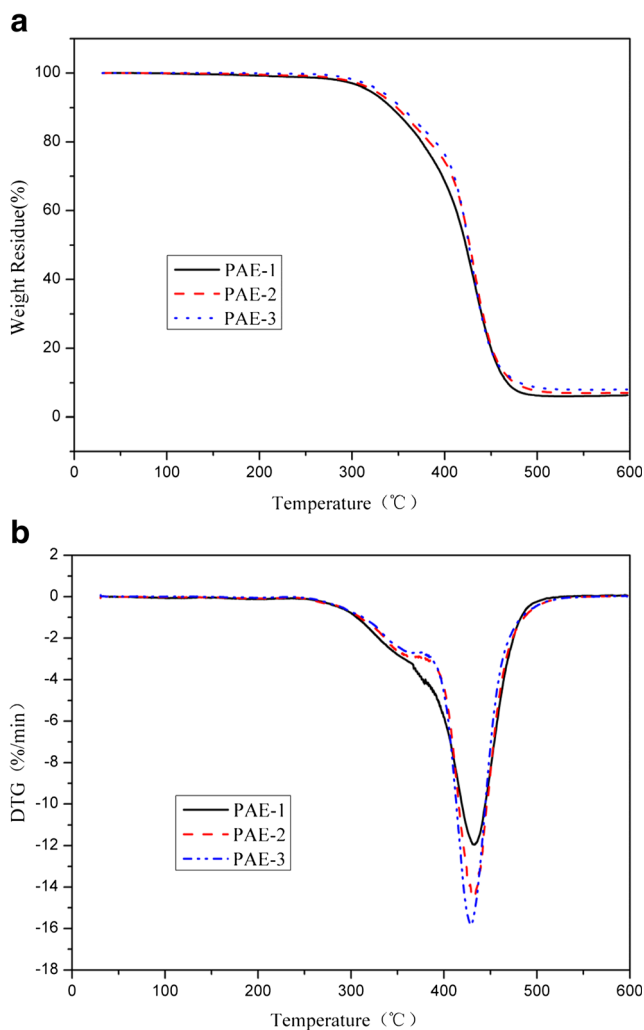 a
100
80
60
40
20
0
Weight Residue(%)
PAE-1
PAE-2
PAE-3
0 100 200 300 400 500 600
Temperature（℃）
b
2
0
-2
-4
-6
-8
-10
-12
-14
-16
-18
DTG（%/min）
PAE-1
PAE-2
PAE-3
0 100 200 300 400 500 600
Temperature（℃）